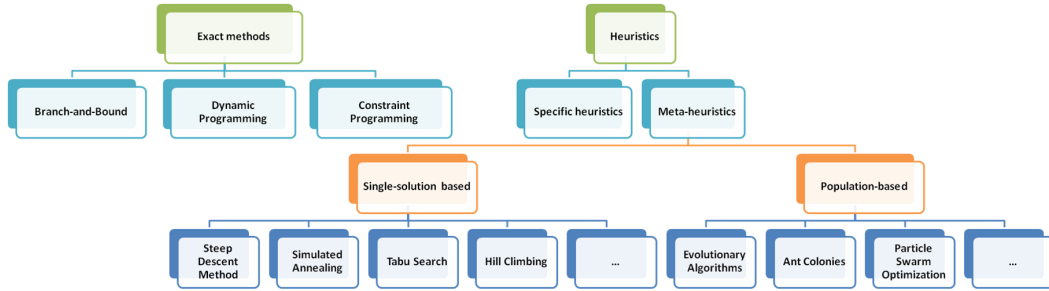 Exact methods
Heuristics
Branch-and-Bound
Dynamic
Programming
Constraint
Programming
Specific heuristics
Meta-heuristics
Single-solution based
Population-based
Steep
Descent
Method
Simulated
Annealing
Tabu Search
Hill Climbing
...
Evolutionary
Algorithms
Ant Colonies
Particle
Swarm
Optimization
...